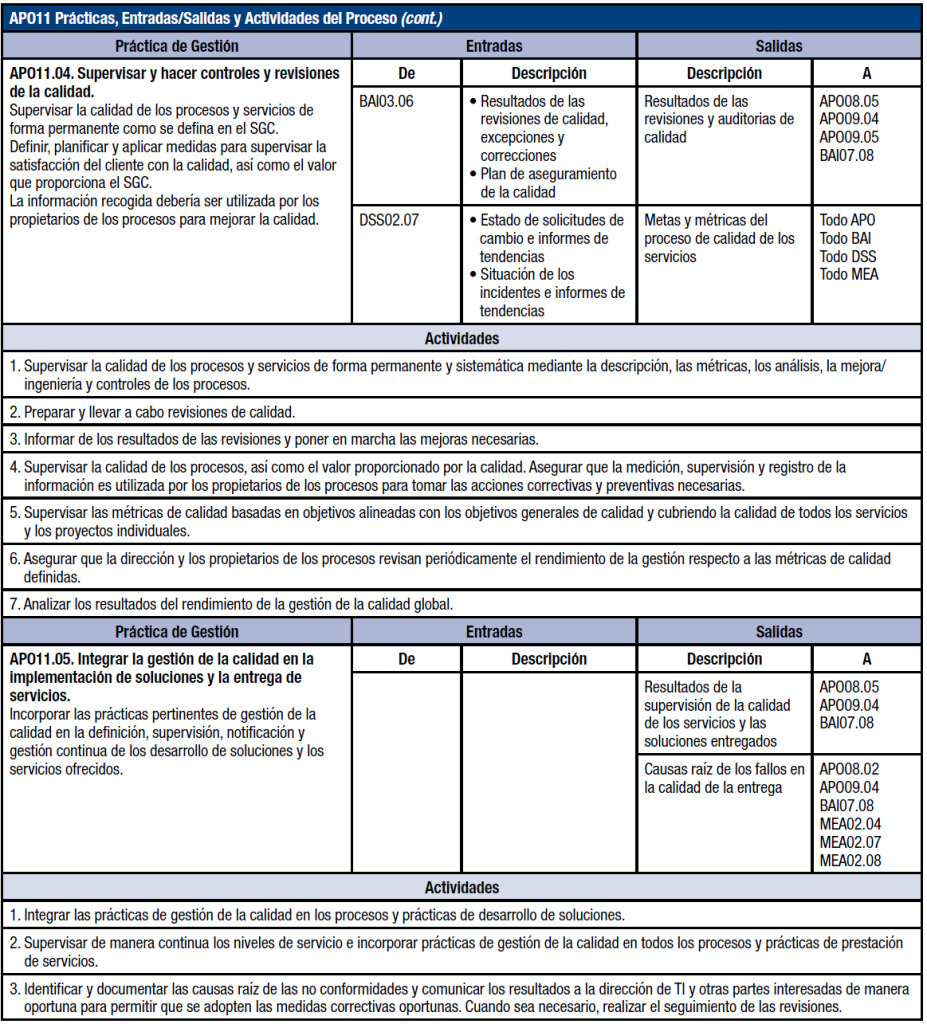 APO11 Prácticas, Entradas/Salidas y Actividades del Proceso (cont.)
Práctica de Gestión
Entradas
Salidas
APO11.04. Supervisar y hacer controles y revisiones
de la calidad.
Supervisar la calidad de los procesos y servicios de
forma permanente como se defina en el SGC.
Definir, planificar y aplicar medidas para supervisar la
satisfacción del cliente con la calidad, así como el valor
que proporciona el SGC.
La información recogida debería ser utilizada por los
propietarios de los procesos para mejorar la calidad.
De
Descripción
Descripción
A
BAI03.06
• Resultados de las
revisiones de calidad,
excepciones y
correcciones
• Plan de aseguramiento
de la calidad
Resultados de las
revisiones y auditorias de
calidad
APO08.05
APO09.04
APO09.05
BAI07.08
DSS02.07
• Estado de solicitudes de
cambio e informes de
tendencias
• Situación de los
incidentes e informes de
tendencias
Metas y métricas del
proceso de calidad de los
servicios
Todo APO
Todo BAI
Todo DSS
Todo MEA
Actividades
1. Supervisar la calidad de los procesos y servicios de forma permanente y sistemática mediante la descripción, las métricas, los análisis, la mejora/
ingeniería y controles de los procesos.
2. Preparar y llevar a cabo revisiones de calidad.
3. Informar de los resultados de las revisiones y poner en marcha las mejoras necesarias.
4. Supervisar la calidad de los procesos, así como el valor proporcionado por la calidad. Asegurar que la medición, supervisión y registro de la
información es utilizada por los propietarios de los procesos para tomar las acciones correctivas y preventivas necesarias.
5. Supervisar las métricas de calidad basadas en objetivos alineadas con los objetivos generales de calidad y cubriendo la calidad de todos los servicios
y los proyectos individuales.
6. Asegurar que la dirección y los propietarios de los procesos revisan periódicamente el rendimiento de la gestión respecto a las métricas de calidad
definidas.
7. Analizar los resultados del rendimiento de la gestión de la calidad global.
Práctica de Gestión
Entradas
Salidas
APO11.05. Integrar la gestión de la calidad en la
implementación de soluciones y la entrega de
servicios.
Incorporar las prácticas pertinentes de gestión de la
calidad en la definición, supervisión, notificación y
gestión continua de los desarrollo de soluciones y los
servicios ofrecidos.
De
Descripción
Descripción
A
Resultados de la
supervisión de la calidad
de los servicios y las
soluciones entregados
APO08.05
APO09.04
BAI07.08
Causas raíz de los fallos en
la calidad de la entrega
APO08.02
APO09.04
BAI07.08
MEA02.04
MEA02.07
MEA02.08
Actividades
1. Integrar las prácticas de gestión de la calidad en los procesos y prácticas de desarrollo de soluciones.
2. Supervisar de manera continua los niveles de servicio e incorporar prácticas de gestión de la calidad en todos los procesos y prácticas de prestación
de servicios.
3. Identificar y documentar las causas raíz de las no conformidades y comunicar los resultados a la dirección de TI y otras partes interesadas de manera
oportuna para permitir que se adopten las medidas correctivas oportunas. Cuando sea necesario, realizar el seguimiento de las revisiones.